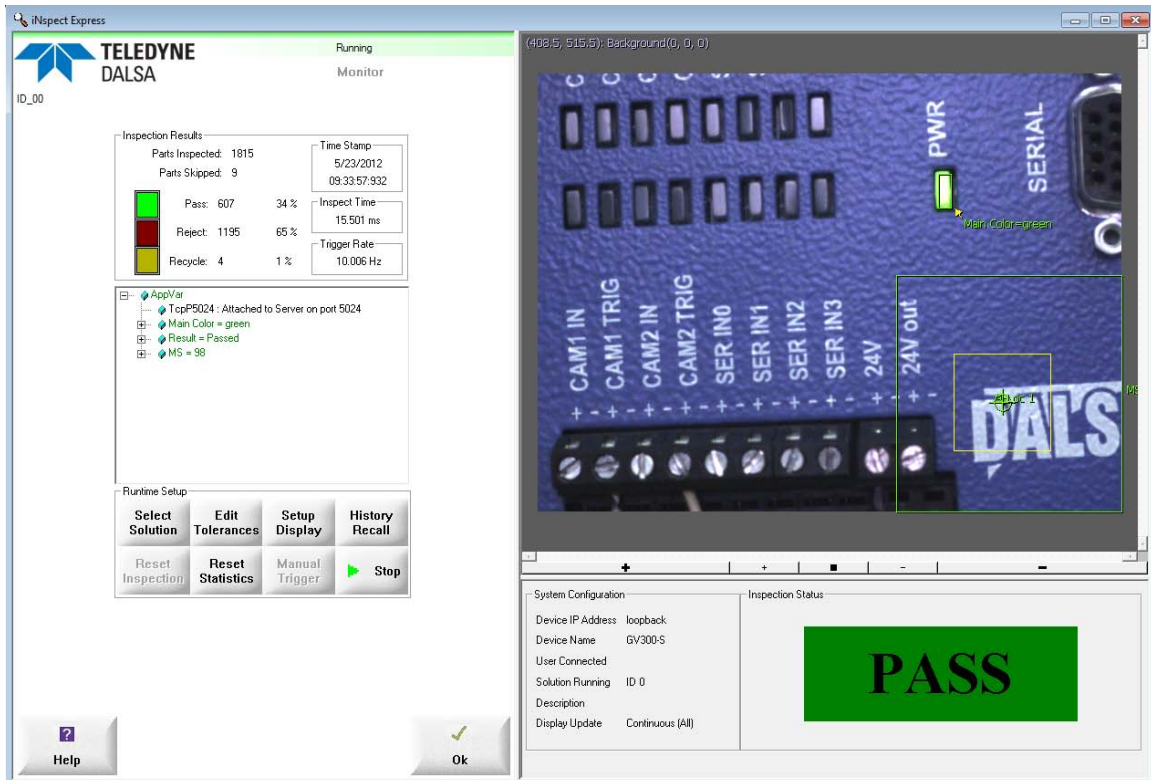 iNspect Express
TELEDYNE
DALSA
Running
Monitor
ID_00
Inspection Results
Parts Inspected: 1815
Parts Skipped: 9
Pass: 607 34 %
Reject: 1195 65 %
Recycle: 4 1 %
Time Stamp
5/23/2012
09:33:57:932
Inspect Time
15.501 ms
Trigger Rate
10.006 Hz
AppVar
TcpP5024 : Attached to Server on port 5024
Main Color = green
Result = Passed
MS = 98
Runtime Setup
Select Solution
Edit Tolerances
Setup Display
History Recall
Reset Inspection
Reset Statistics
Manual Trigger
Stop
Help
Ok
(408.5, 515.5): Background(0, 0, 0)
PWR
SERIAL
Main Color=green
CAM1 IN
CAM1 TRIG
CAM2 IN
CAM2 TRIG
SER IN0
SER IN1
SER IN2
SER IN3
24V
24V out
+ - + - + - + - + - + - + - + - + - + -
MS
DALS
System Configuration
Device IP Address loopback
Device Name GV300-S
User Connected
Solution Running ID 0
Description
Display Update Continuous (All)
Inspection Status
PASS